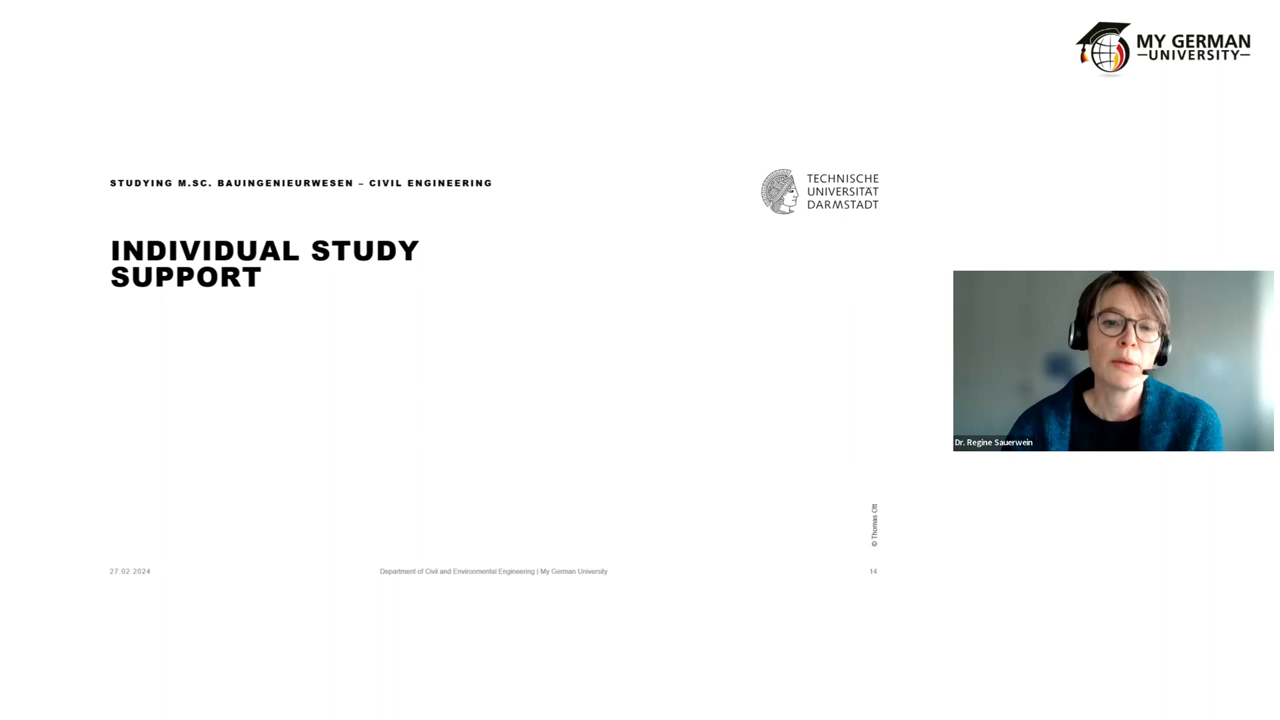 MY GERMAN
UNIVERSITY
STUDYING M.SC. BAUINGENIEURWESEN – CIVIL ENGINEERING
TECHNISCHE
UNIVERSITÄT
DARMSTADT
INDIVIDUAL STUDY
SUPPORT
Dr. Regine Sauerwein
© Thomas Ott
27.02.2024
Department of Civil and Environmental Engineering | My German University
14